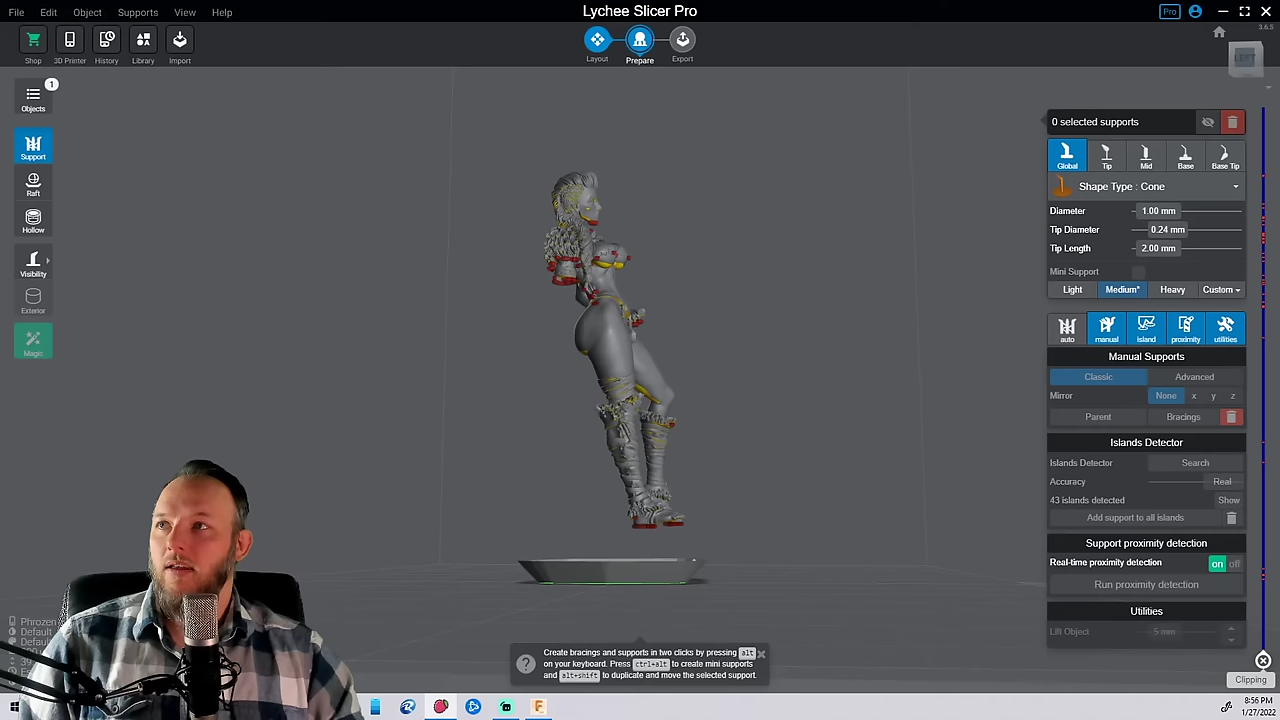 File Edit Object Supports View Help
Lychee Slicer Pro
Pro
Shop 3D Printer History Library Import
Layout Prepare Export
3.6.5
LEFT
Objects 1
Support
Raft
Hollow
Visibility
Exterior
Magic
0 selected supports
Global Tip Mid Base Base Tip
Shape Type : Cone
Diameter 1.00 mm
Tip Diameter 0.24 mm
Tip Length 2.00 mm
Mini Support
Light Medium* Heavy Custom
auto manual island proximity utilities
Manual Supports
Classic Advanced
Mirror None x y z
Parent Bracings
Islands Detector
Islands Detector Search
Accuracy Real
43 islands detected Show
Add support to all islands
Support proximity detection
Real-time proximity detection on off
Run proximity detection
Utilities
Lift Object 5 mm
Clipping
Phrozen
Default
Default
Create bracings and supports in two clicks by pressing alt
on your keyboard. Press ctrl+alt to create mini supports
and alt+shift to duplicate and move the selected support.
8:56 PM
1/27/2022